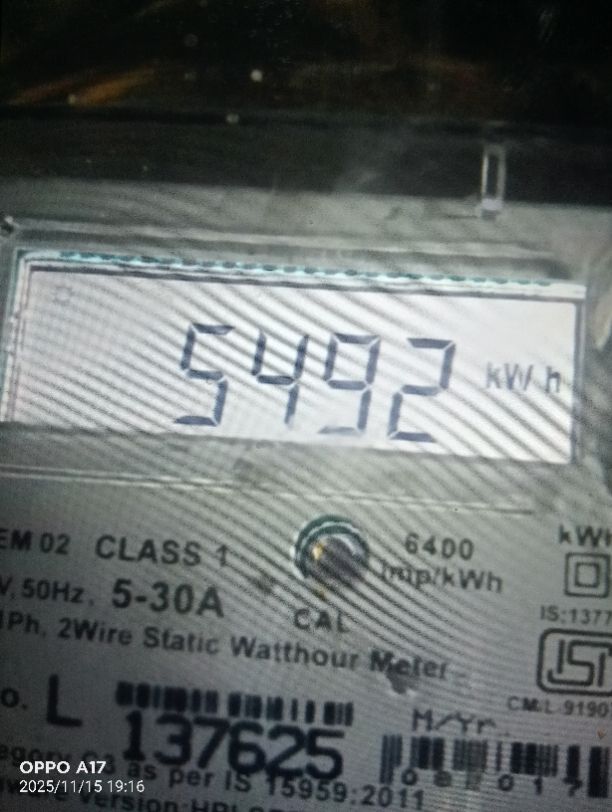 5492 kWh
EM 02 CLASS 1
6400
imp/kWh
V, 50Hz, 5-30A
CAL
1Ph, 2Wire Static Watthour Meter
IS:1377
CM/L-9190
L
137625
M/Yr.
as per IS 15959:2011
OPPO A17
2025/11/15 19:16